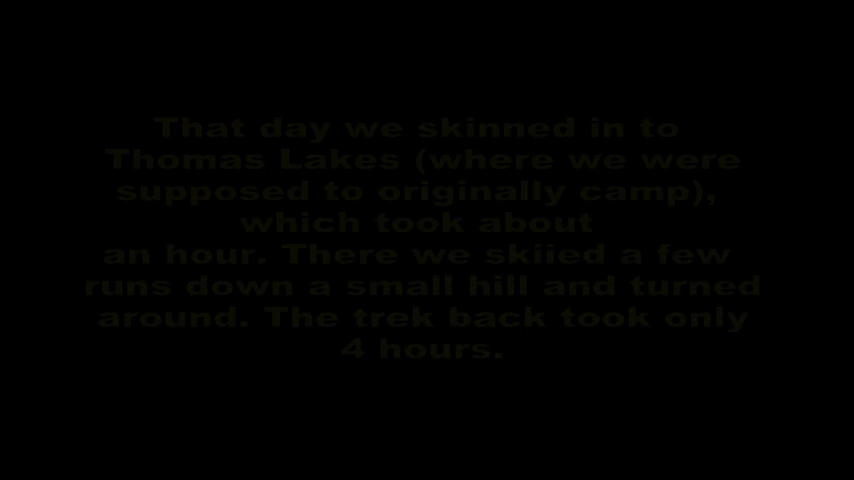 That day we skinned in to
Thomas Lakes (where we were
supposed to originally camp),
which took about
an hour. There we skiied a few
runs down a small hill and turned
around. The trek back took only
4 hours.